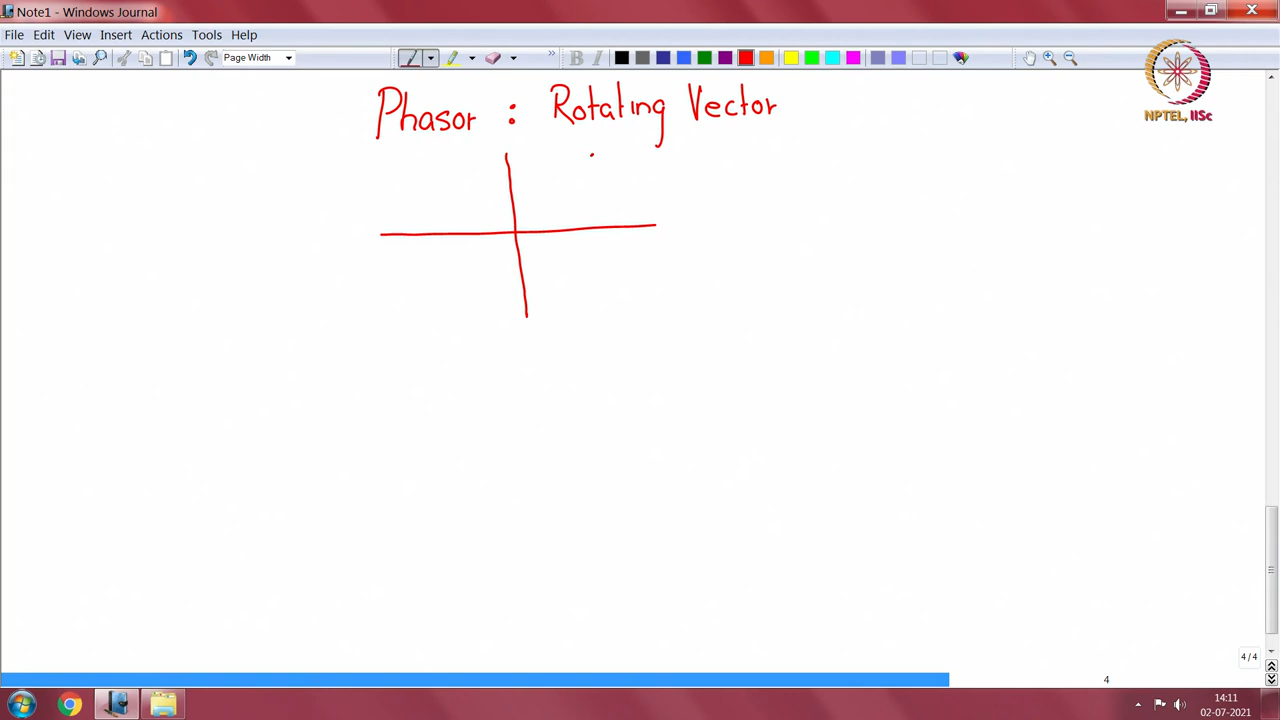 Note1 - Windows Journal
File Edit View Insert Actions Tools Help
Page Width
NPTEL, IISc
Phasor : Rotating Vector
4/4
4
14:11
02-07-2021